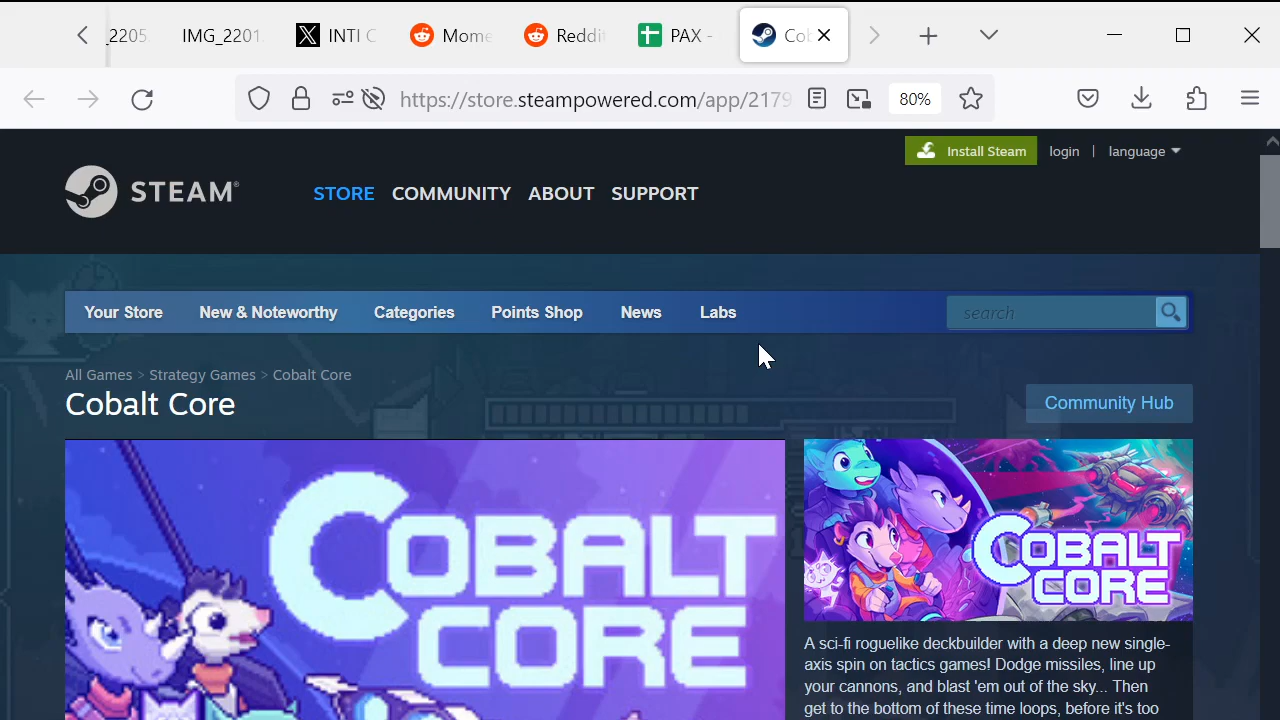 2205
IMG_2201
INTI C
Mome
Reddit
PAX -
Cob
https://store.steampowered.com/app/2179
80%
Install Steam
login
language
STEAM®
STORE
COMMUNITY
ABOUT
SUPPORT
Your Store
New & Noteworthy
Categories
Points Shop
News
Labs
search
All Games > Strategy Games > Cobalt Core
Cobalt Core
Community Hub
COBALT
CORE
COBALT
CORE
A sci-fi roguelike deckbuilder with a deep new single-
axis spin on tactics games! Dodge missiles, line up
your cannons, and blast 'em out of the sky... Then
get to the bottom of these time loops, before it's too